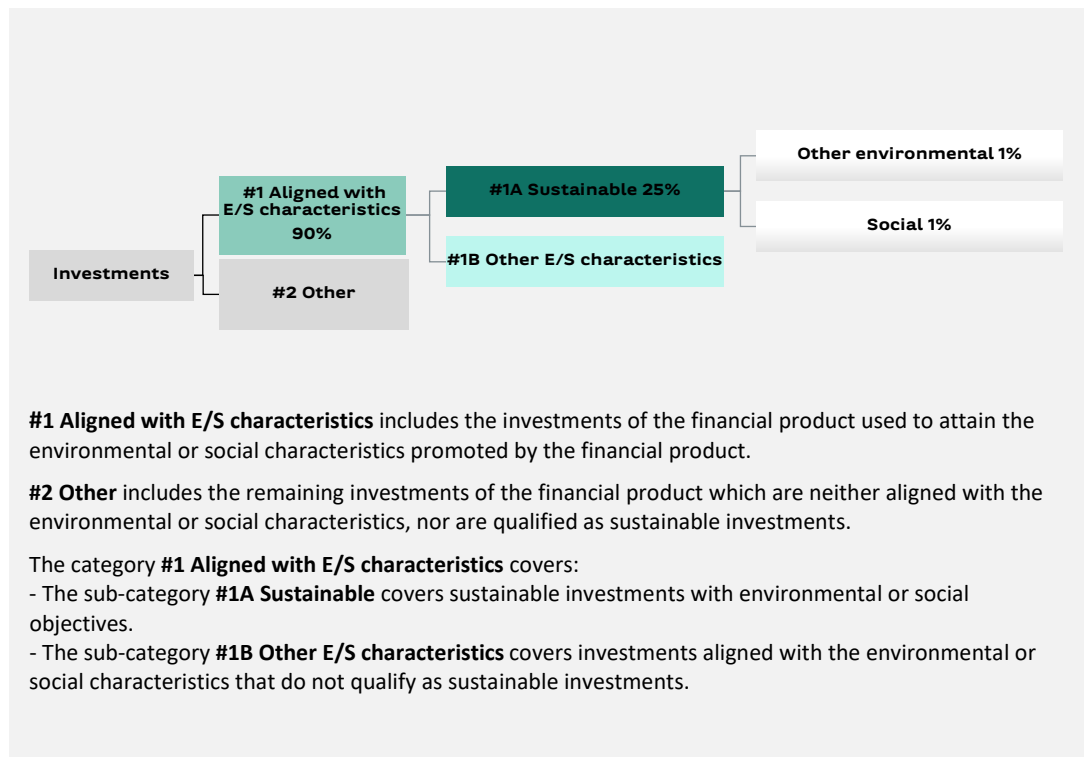 Other environmental 1%
#1 Aligned with
E/S characteristics
90%
#1A Sustainable 25%
Social 1%
#1B Other E/S characteristics
Investments
#2 Other
#1 Aligned with E/S characteristics includes the investments of the financial product used to attain the
environmental or social characteristics promoted by the financial product.
#2 Other includes the remaining investments of the financial product which are neither aligned with the
environmental or social characteristics, nor are qualified as sustainable investments.
The category #1 Aligned with E/S characteristics covers:
- The sub-category #1A Sustainable covers sustainable investments with environmental or social
objectives.
- The sub-category #1B Other E/S characteristics covers investments aligned with the environmental or
social characteristics that do not qualify as sustainable investments.